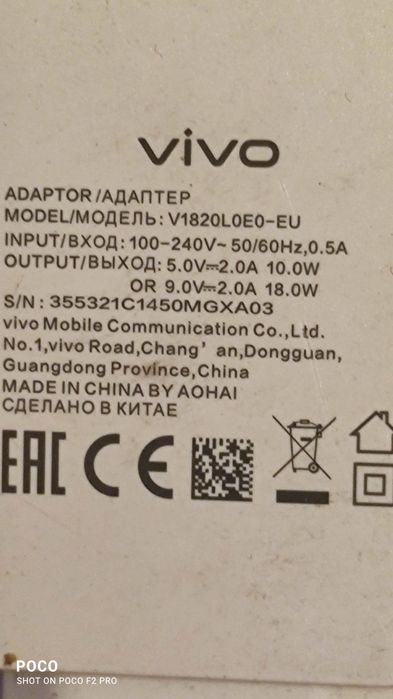 vivo
ADAPTOR/АДАПТЕР
MODEL/МОДЕЛЬ: V1820L0E0-EU
INPUT/ВХОД: 100-240V~ 50/60Hz,0.5A
OUTPUT/ВЫХОД: 5.0V⎓2.0A 10.0W
OR 9.0V⎓2.0A 18.0W
S/N: 355321C1450MGXA03
vivo Mobile Communication Co.,Ltd.
No.1,vivo Road,Chang' an,Dongguan,
Guangdong Province,China
MADE IN CHINA BY AOHAI
СДЕЛАНО В КИТАЕ
EAC CE
POCO
SHOT ON POCO F2 PRO